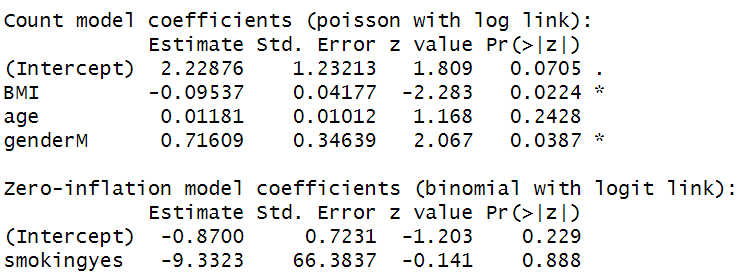 Count model coefficients (poisson with log link):
Estimate Std. Error z value Pr(>|z|)
(Intercept) 2.22876 1.23213 1.809 0.0705 .
BMI -0.09537 0.04177 -2.283 0.0224 *
age 0.01181 0.01012 1.168 0.2428
genderM 0.71609 0.34639 2.067 0.0387 *
Zero-inflation model coefficients (binomial with logit link):
Estimate Std. Error z value Pr(>|z|)
(Intercept) -0.8700 0.7231 -1.203 0.229
smokingyes -9.3323 66.3837 -0.141 0.888